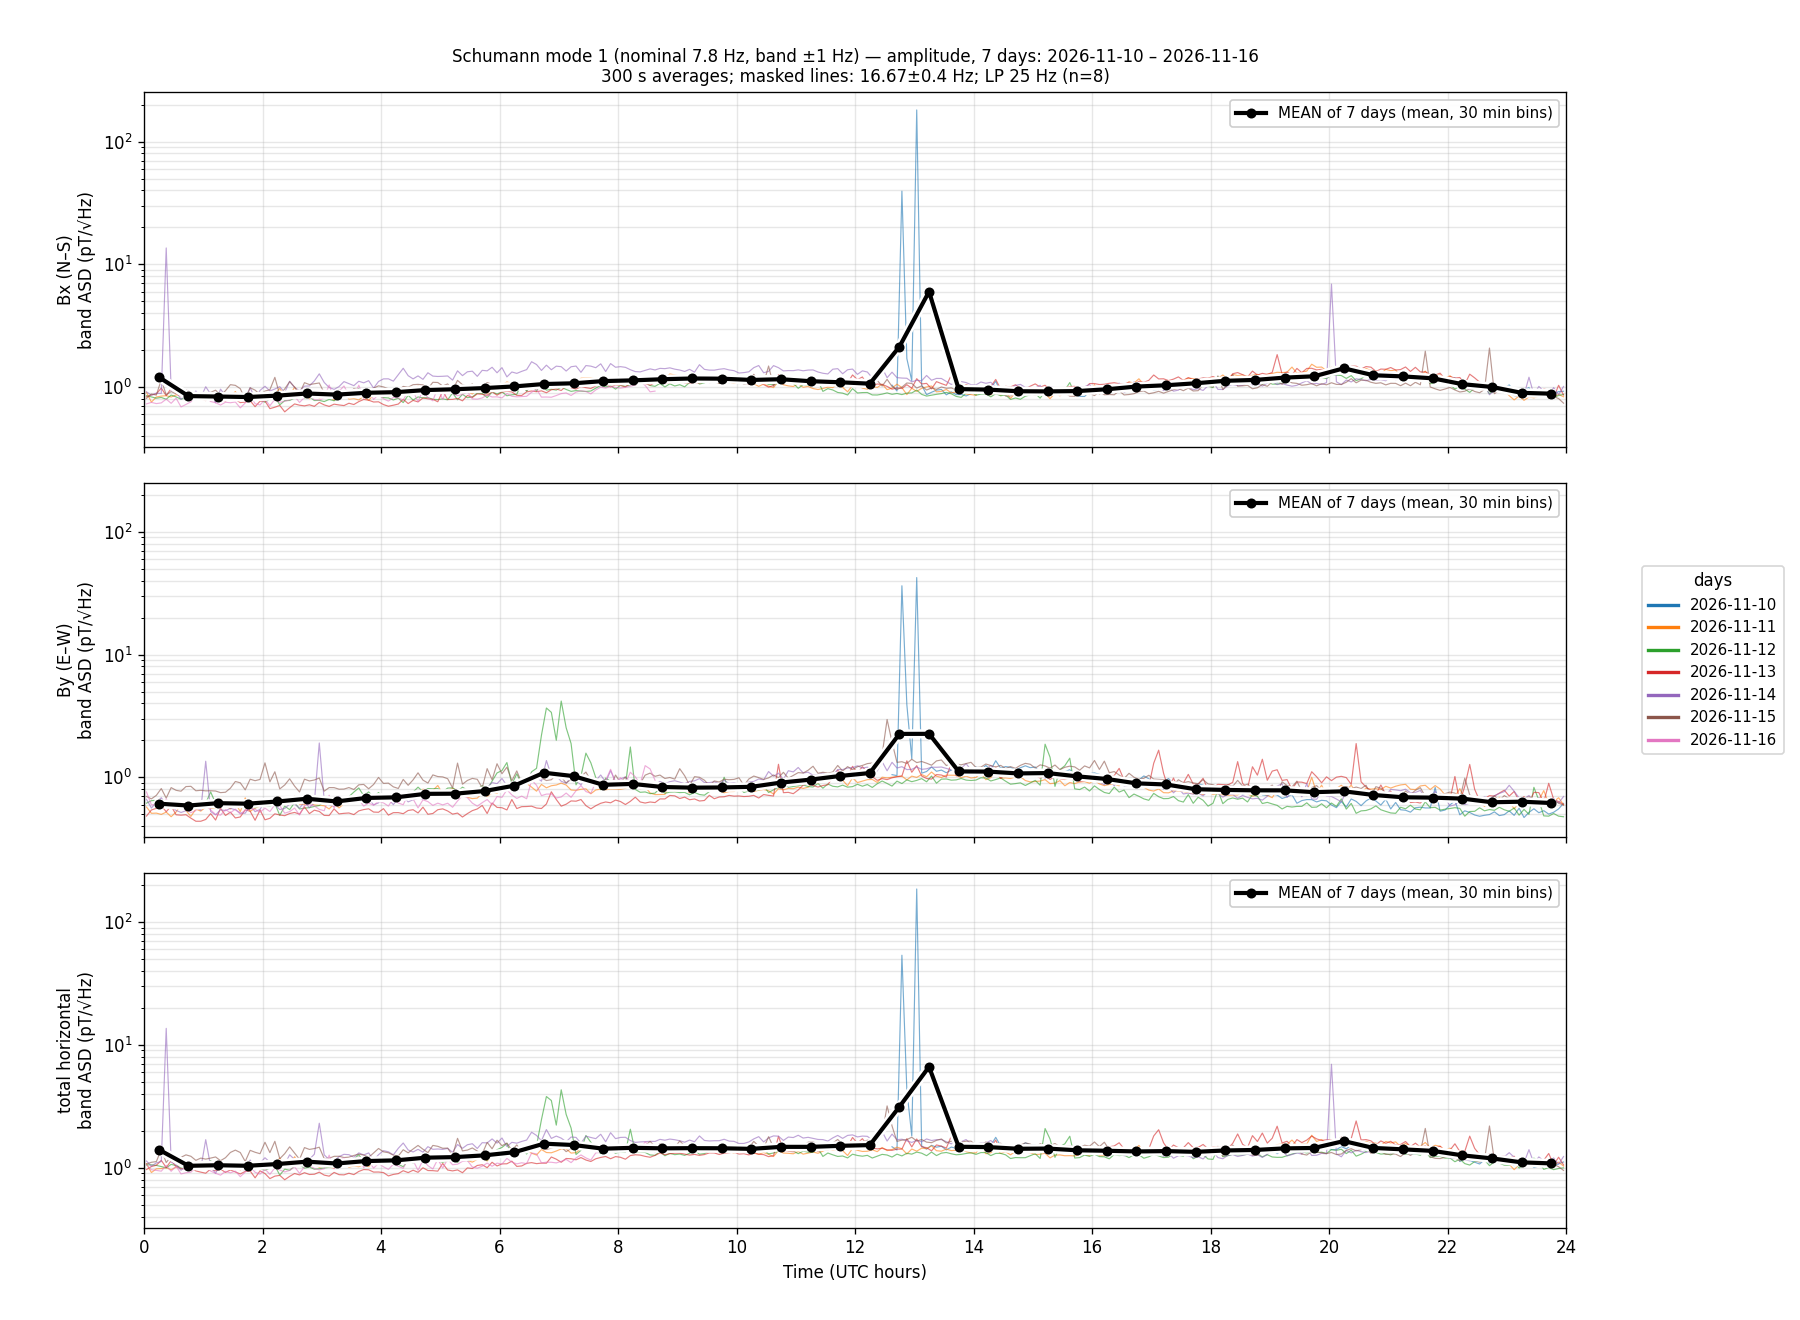 Schumann mode 1 (nominal 7.8 Hz, band ±1 Hz) — amplitude, 7 days: 2026-11-10 – 2026-11-16
300 s averages; masked lines: 16.67±0.4 Hz; LP 25 Hz (n=8)
Bx (N–S)
band ASD (pT/√Hz)
10²
10¹
10⁰
MEAN of 7 days (mean, 30 min bins)
By (E–W)
band ASD (pT/√Hz)
10²
10¹
10⁰
MEAN of 7 days (mean, 30 min bins)
days
2026-11-10
2026-11-11
2026-11-12
2026-11-13
2026-11-14
2026-11-15
2026-11-16
total horizontal
band ASD (pT/√Hz)
10²
10¹
10⁰
MEAN of 7 days (mean, 30 min bins)
0 2 4 6 8 10 12 14 16 18 20 22 24
Time (UTC hours)